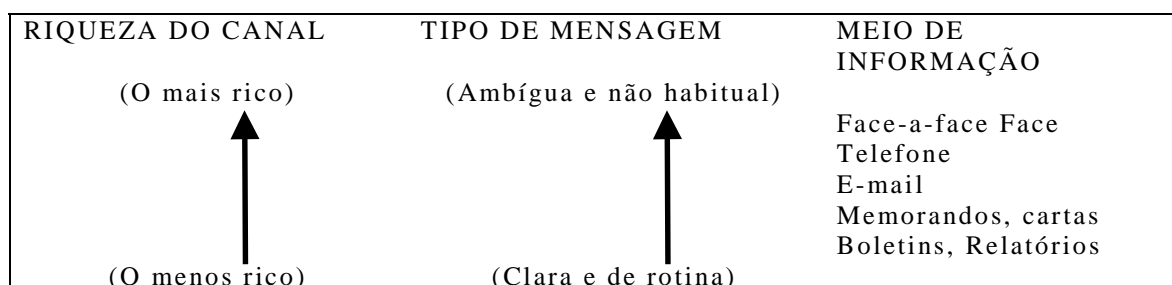 RIQUEZA DO CANAL TIPO DE MENSAGEM MEIO DE
INFORMAÇÃO
(O mais rico) (Ambígua e não habitual)
Face-a-face Face
Telefone
E-mail
Memorandos, cartas
Boletins, Relatórios
(O menos rico) (Clara e de rotina)